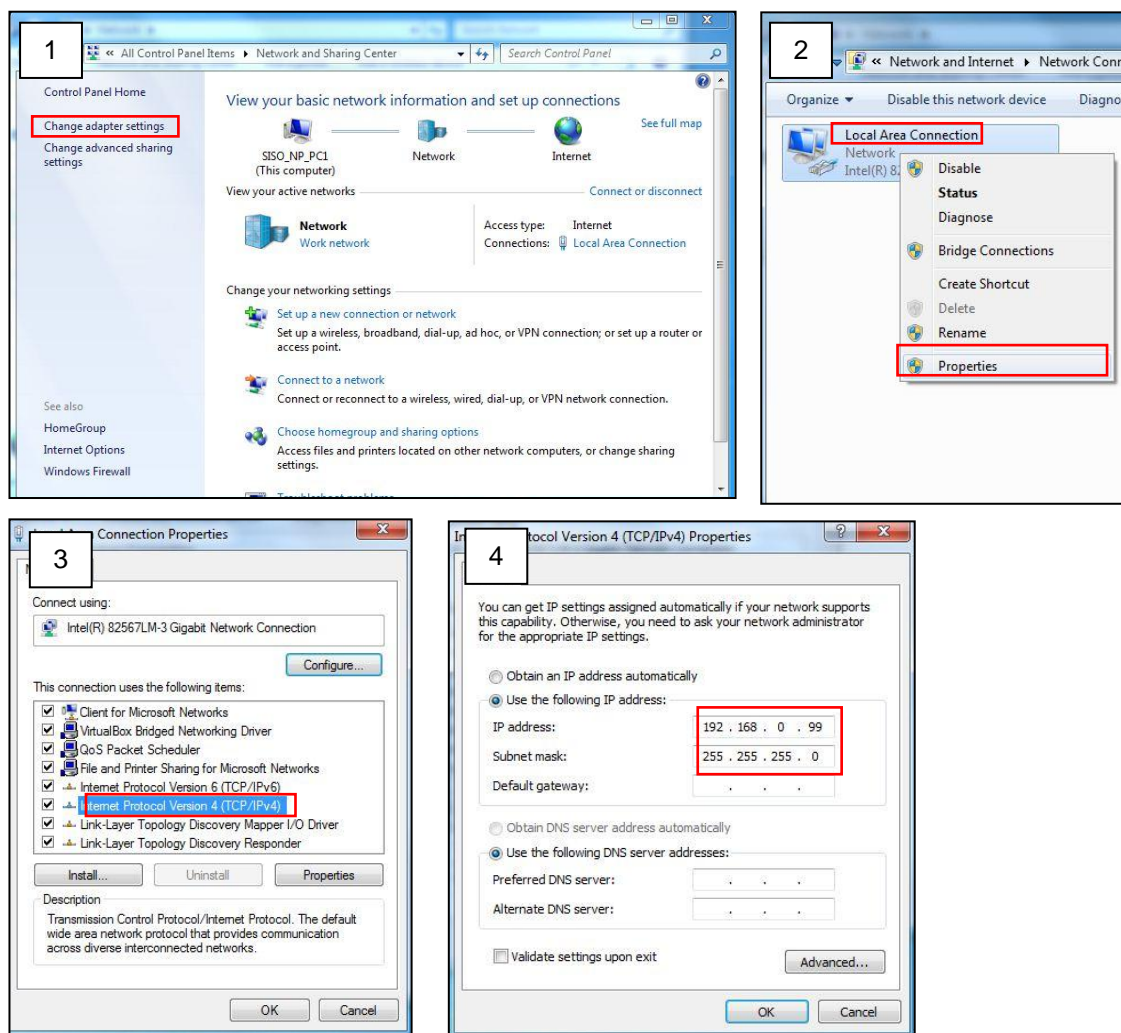 1
« All Control Panel Items ▸ Network and Sharing Center
Search Control Panel
Control Panel Home
Change adapter settings
Change advanced sharing
settings
See also
HomeGroup
Internet Options
Windows Firewall
View your basic network information and set up connections
See full map
SISO_NP_PC1
(This computer)
Network
Internet
View your active networks
Connect or disconnect
Network
Work network
Access type: Internet
Connections: Local Area Connection
Change your networking settings
Set up a new connection or network
Set up a wireless, broadband, dial-up, ad hoc, or VPN connection; or set up a router or
access point.
Connect to a network
Connect or reconnect to a wireless, wired, dial-up, or VPN network connection.
Choose homegroup and sharing options
Access files and printers located on other network computers, or change sharing
settings.
Troubleshoot problems
2
« Network and Internet ▸ Network Conn
Organize Disable this network device Diagno
Local Area Connection
Network
Intel(R) 8
Disable
Status
Diagnose
Bridge Connections
Create Shortcut
Delete
Rename
Properties
3
Connection Properties
Connect using:
Intel(R) 82567LM-3 Gigabit Network Connection
Configure...
This connection uses the following items:
Client for Microsoft Networks
VirtualBox Bridged Networking Driver
QoS Packet Scheduler
File and Printer Sharing for Microsoft Networks
Internet Protocol Version 6 (TCP/IPv6)
Internet Protocol Version 4 (TCP/IPv4)
Link-Layer Topology Discovery Mapper I/O Driver
Link-Layer Topology Discovery Responder
Install... Uninstall Properties
Description
Transmission Control Protocol/Internet Protocol. The default
wide area network protocol that provides communication
across diverse interconnected networks.
OK Cancel
4
In tocol Version 4 (TCP/IPv4) Properties
You can get IP settings assigned automatically if your network supports
this capability. Otherwise, you need to ask your network administrator
for the appropriate IP settings.
Obtain an IP address automatically
Use the following IP address:
IP address: 192 . 168 . 0 . 99
Subnet mask: 255 . 255 . 255 . 0
Default gateway: . . .
Obtain DNS server address automatically
Use the following DNS server addresses:
Preferred DNS server: . . .
Alternate DNS server: . . .
Validate settings upon exit
Advanced...
OK Cancel